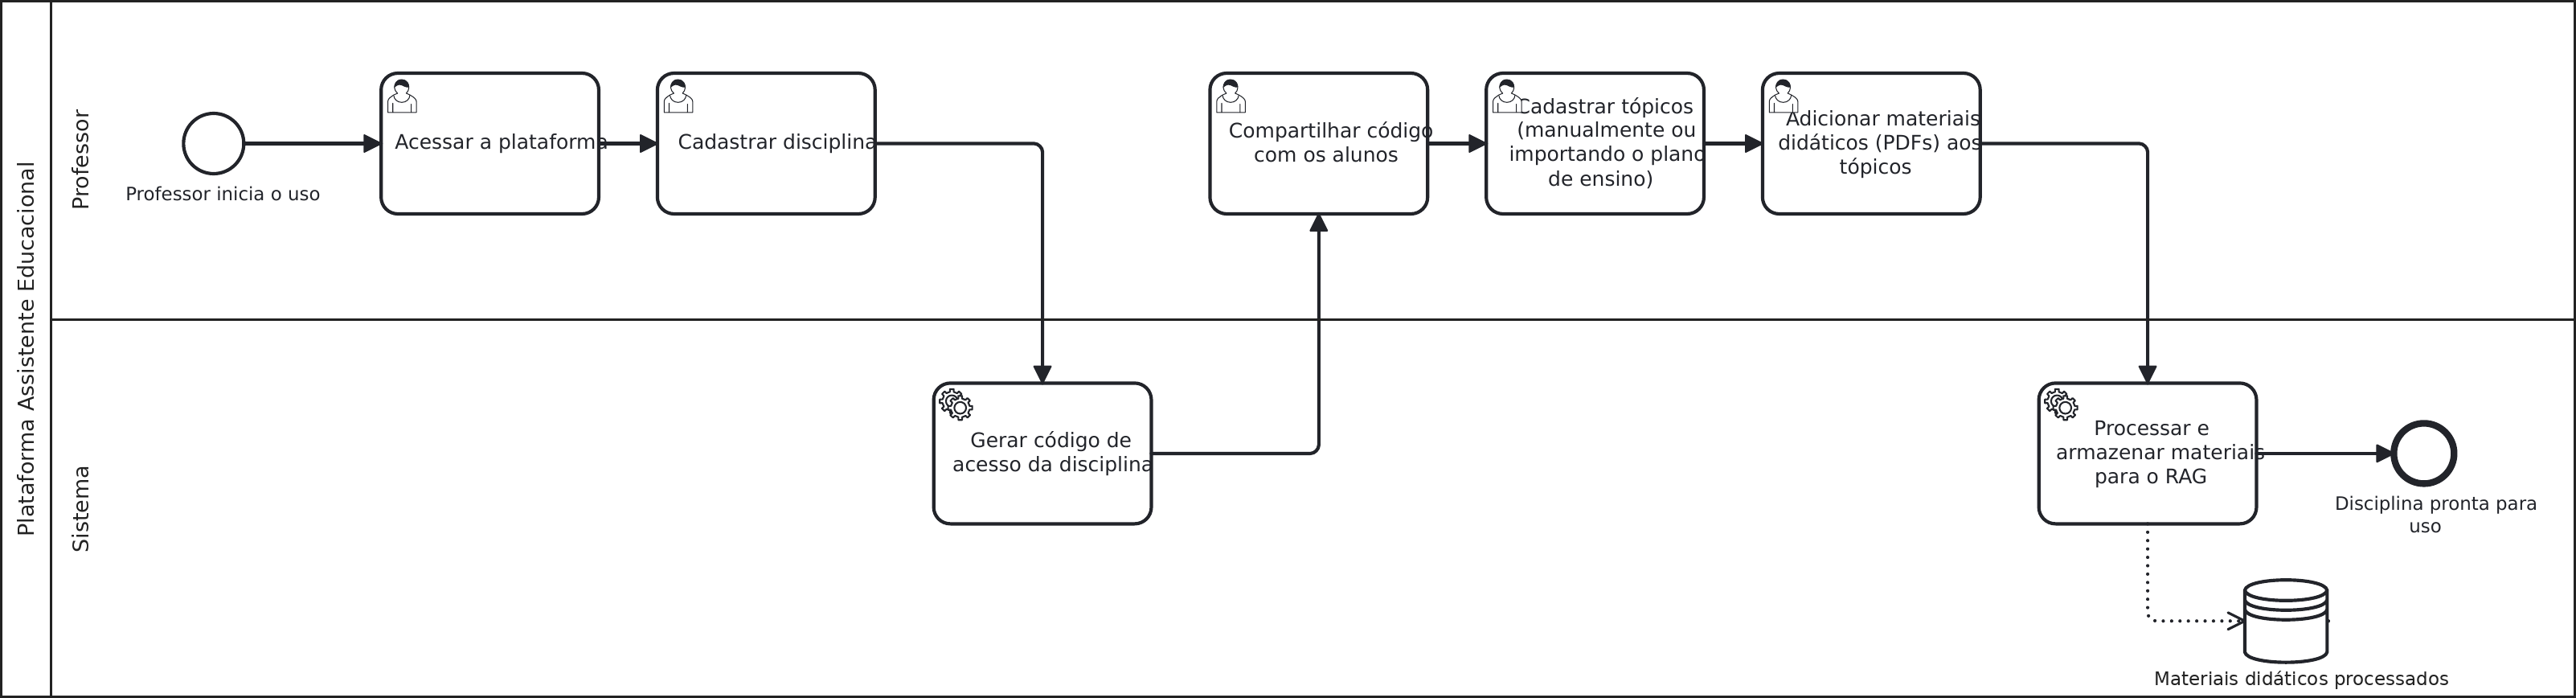 Plataforma Assistente Educacional
Professor
Professor inicia o uso
Acessar a plataforma
Cadastrar disciplina
Compartilhar código
com os alunos
Cadastrar tópicos
(manualmente ou
importando o plano
de ensino)
Adicionar materiais
didáticos (PDFs) aos
tópicos
Sistema
Gerar código de
acesso da disciplina
Processar e
armazenar materiais
para o RAG
Disciplina pronta para
uso
Materiais didáticos processados